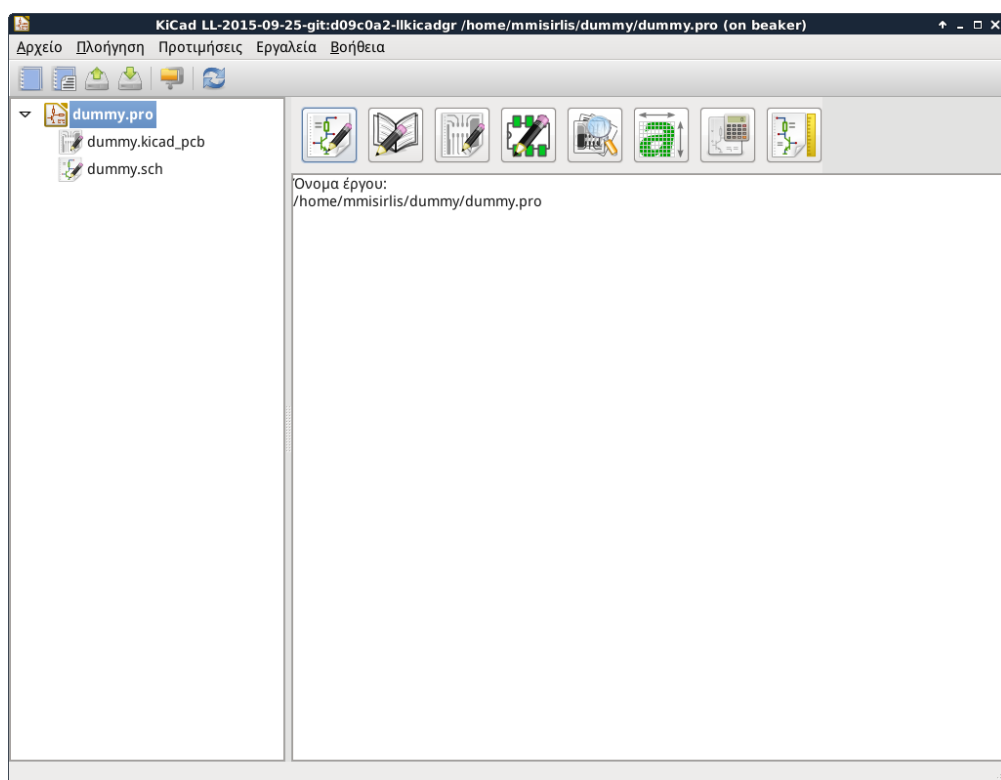 KiCad LL-2015-09-25-git:d09c0a2-llkicadgr /home/mmisirlis/dummy/dummy.pro (on beaker)
Αρχείο Πλοήγηση Προτιμήσεις Εργαλεία Βοήθεια
dummy.pro
dummy.kicad_pcb
dummy.sch
a
Όνομα έργου:
/home/mmisirlis/dummy/dummy.pro